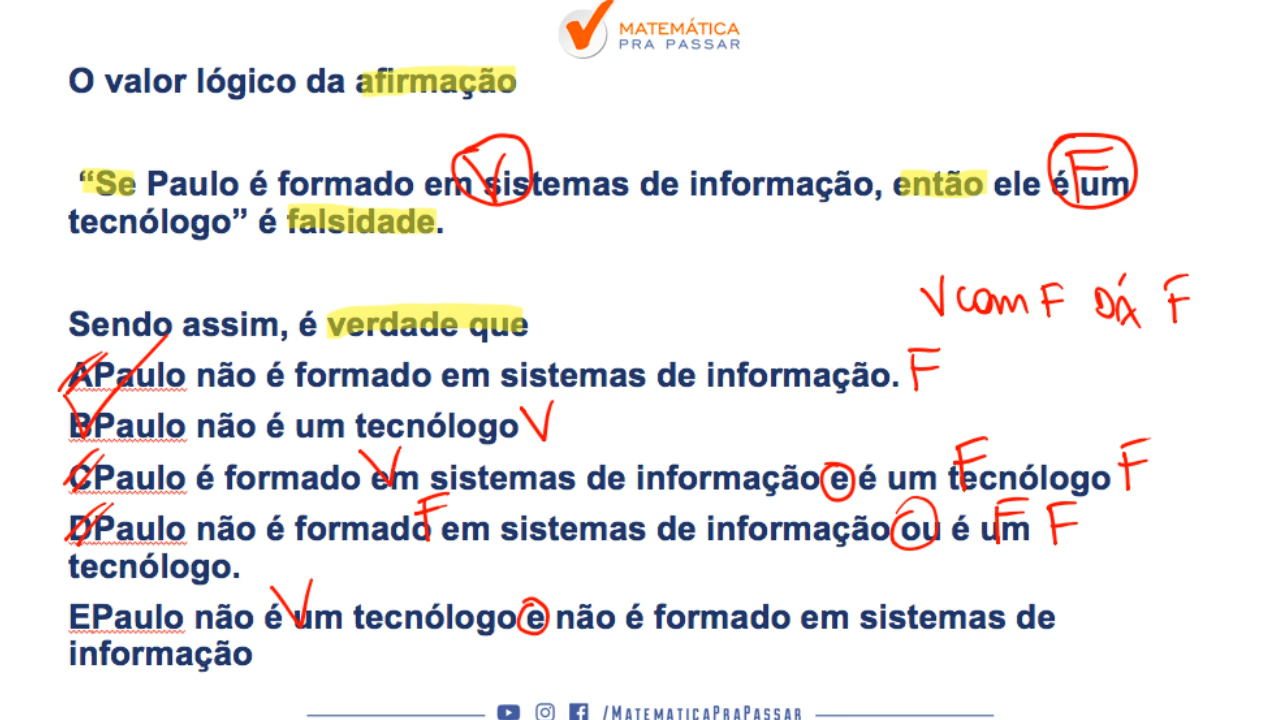 MATEMÁTICA
PRA PASSAR
O valor lógico da afirmação
“Se Paulo é formado em sistemas de informação, então ele é um
V F
tecnólogo” é falsidade.
V com F DÁ F
Sendo assim, é verdade que
APaulo não é formado em sistemas de informação. F
BPaulo não é um tecnólogo V
CPaulo é formado em sistemas de informação e é um tecnólogo F
V F
DPaulo não é formado em sistemas de informação ou é um F
F F
tecnólogo.
EPaulo não é um tecnólogo e não é formado em sistemas de
V
informação
/MATEMATICAPRAPASSAR